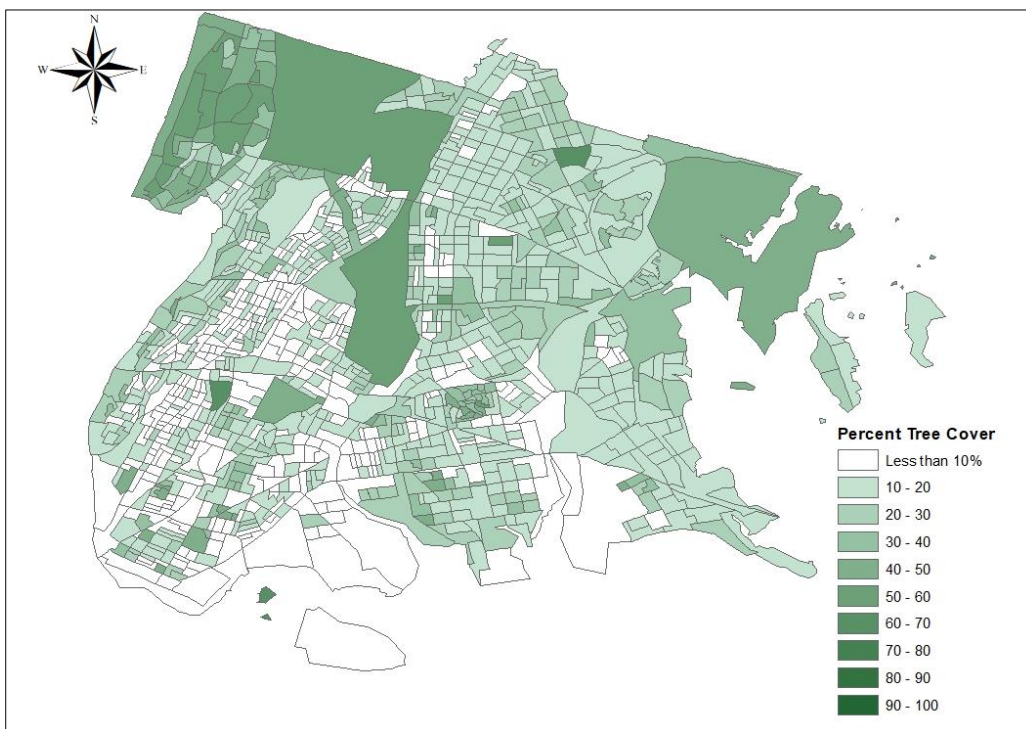 N
W E
S
Percent Tree Cover
Less than 10%
10 - 20
20 - 30
30 - 40
40 - 50
50 - 60
60 - 70
70 - 80
80 - 90
90 - 100